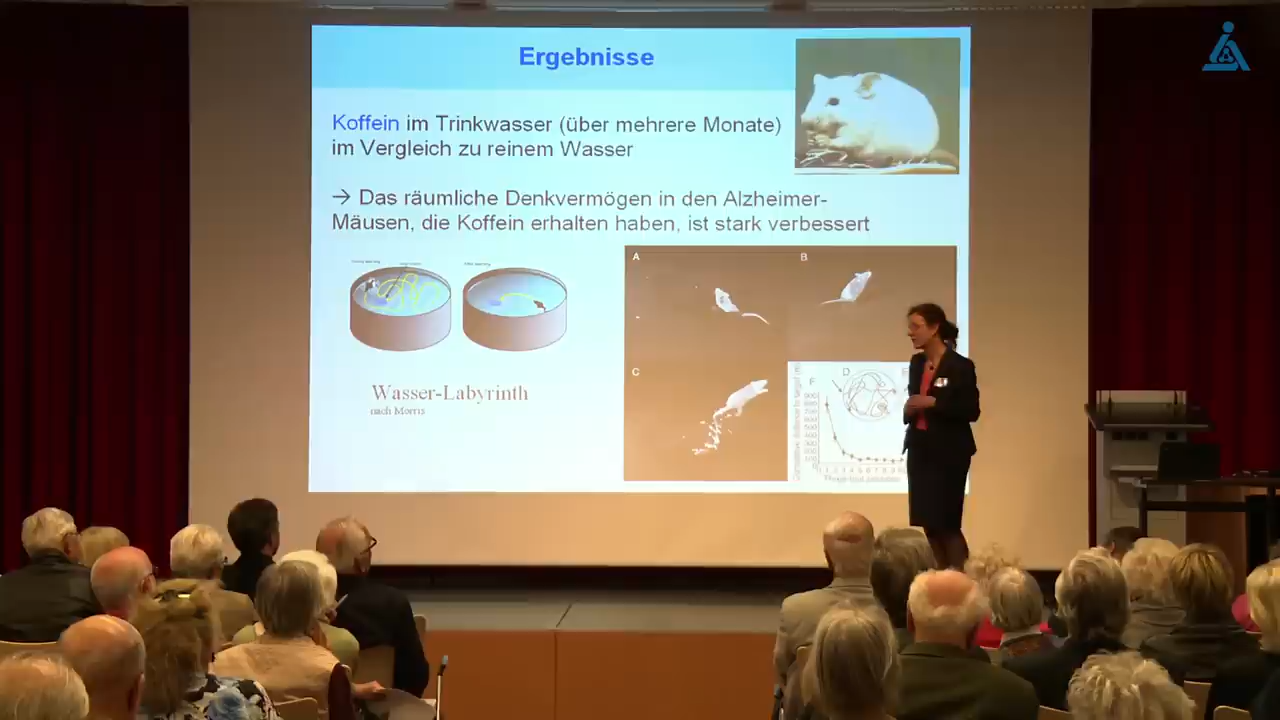 Ergebnisse
Koffein im Trinkwasser (über mehrere Monate)
im Vergleich zu reinem Wasser
→ Das räumliche Denkvermögen in den Alzheimer-
Mäusen, die Koffein erhalten haben, ist stark verbessert
A
B
Wasser-Labyrinth
nach Morris
C
F
D
E